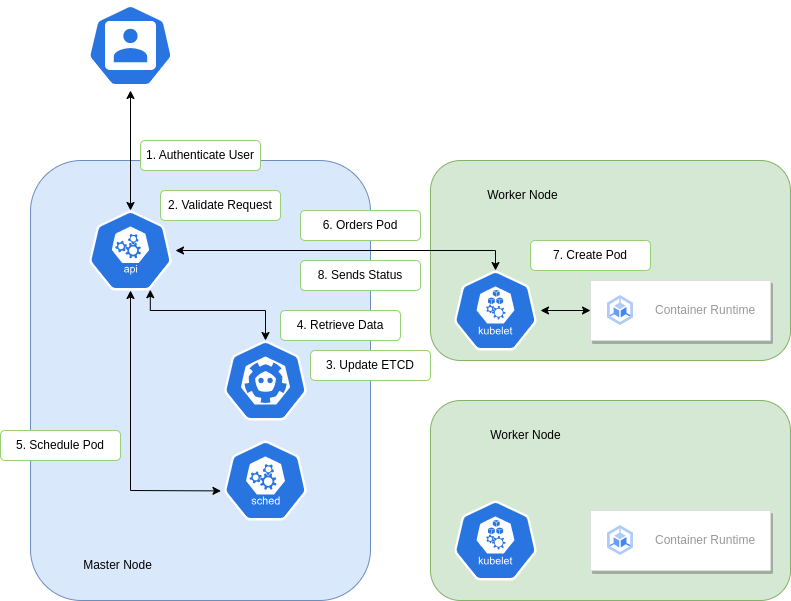 1. Authenticate User
2. Validate Request
Worker Node
6. Orders Pod
7. Create Pod
api
8. Sends Status
kubelet
Container Runtime
4. Retrieve Data
3. Update ETCD
5. Schedule Pod
Worker Node
sched
kubelet
Container Runtime
Master Node